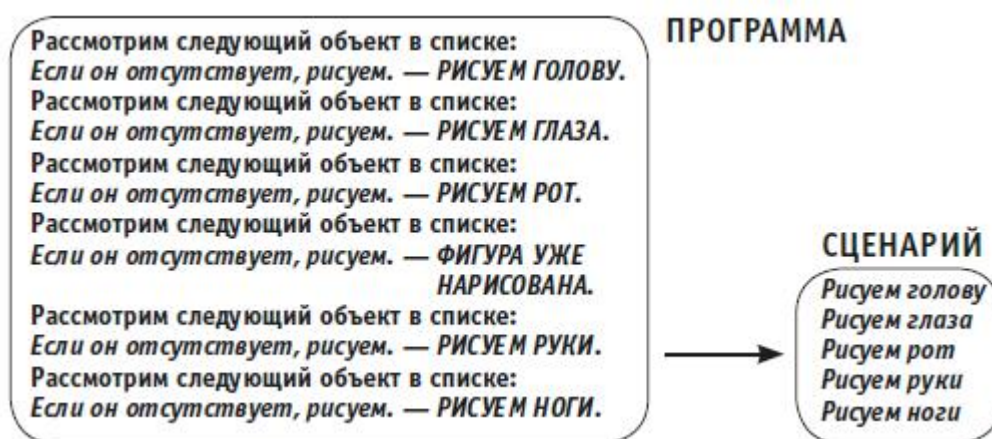 ПРОГРАММА
Рассмотрим следующий объект в списке:
Если он отсутствует, рисуем. — РИСУЕМ ГОЛОВУ.
Рассмотрим следующий объект в списке:
Если он отсутствует, рисуем. — РИСУЕМ ГЛАЗА.
Рассмотрим следующий объект в списке:
Если он отсутствует, рисуем. — РИСУЕМ РОТ.
Рассмотрим следующий объект в списке:
Если он отсутствует, рисуем. — ФИГУРА УЖЕ
НАРИСОВАНА.
Рассмотрим следующий объект в списке:
Если он отсутствует, рисуем. — РИСУЕМ РУКИ.
Рассмотрим следующий объект в списке:
Если он отсутствует, рисуем. — РИСУЕМ НОГИ.
СЦЕНАРИЙ
Рисуем голову
Рисуем глаза
Рисуем рот
Рисуем руки
Рисуем ноги